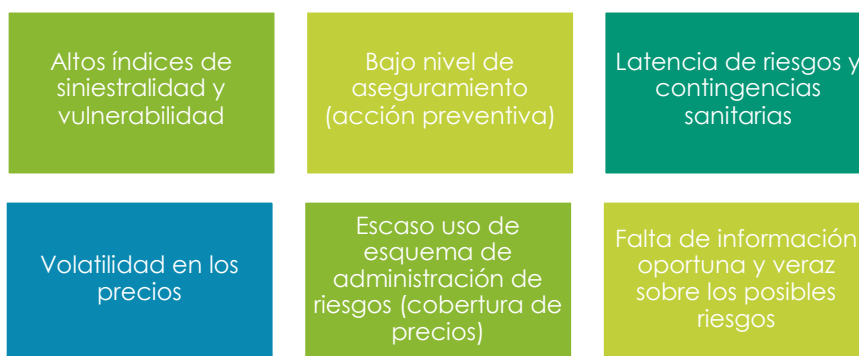 Altos índices de
siniestralidad y
vulnerabilidad
Bajo nivel de
aseguramiento
(acción preventiva)
Latencia de riesgos y
contingencias
sanitarias
Volatilidad en los
precios
Escaso uso de
esquema de
administración de
riesgos (cobertura de
precios)
Falta de información
oportuna y veraz
sobre los posibles
riesgos